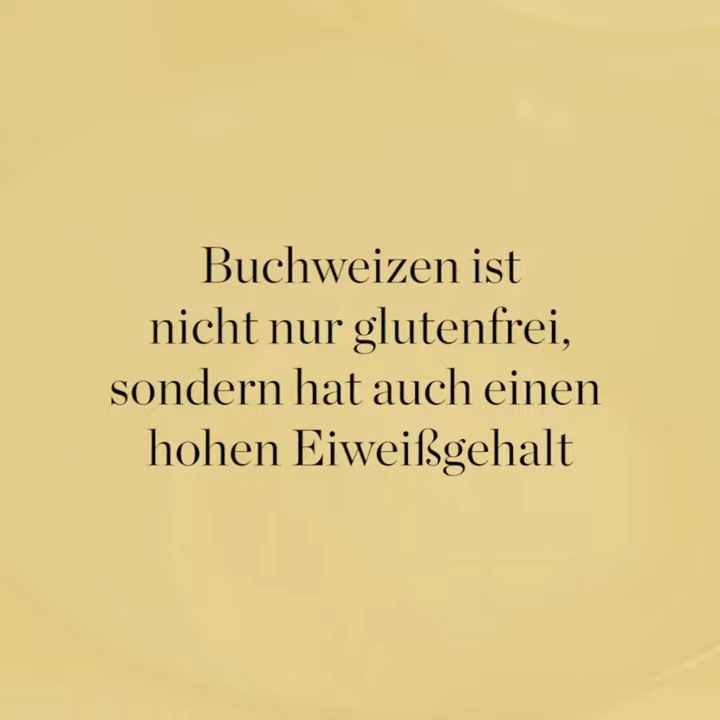 Buchweizen ist
nicht nur glutenfrei,
sondern hat auch einen
hohen Eiweißgehalt